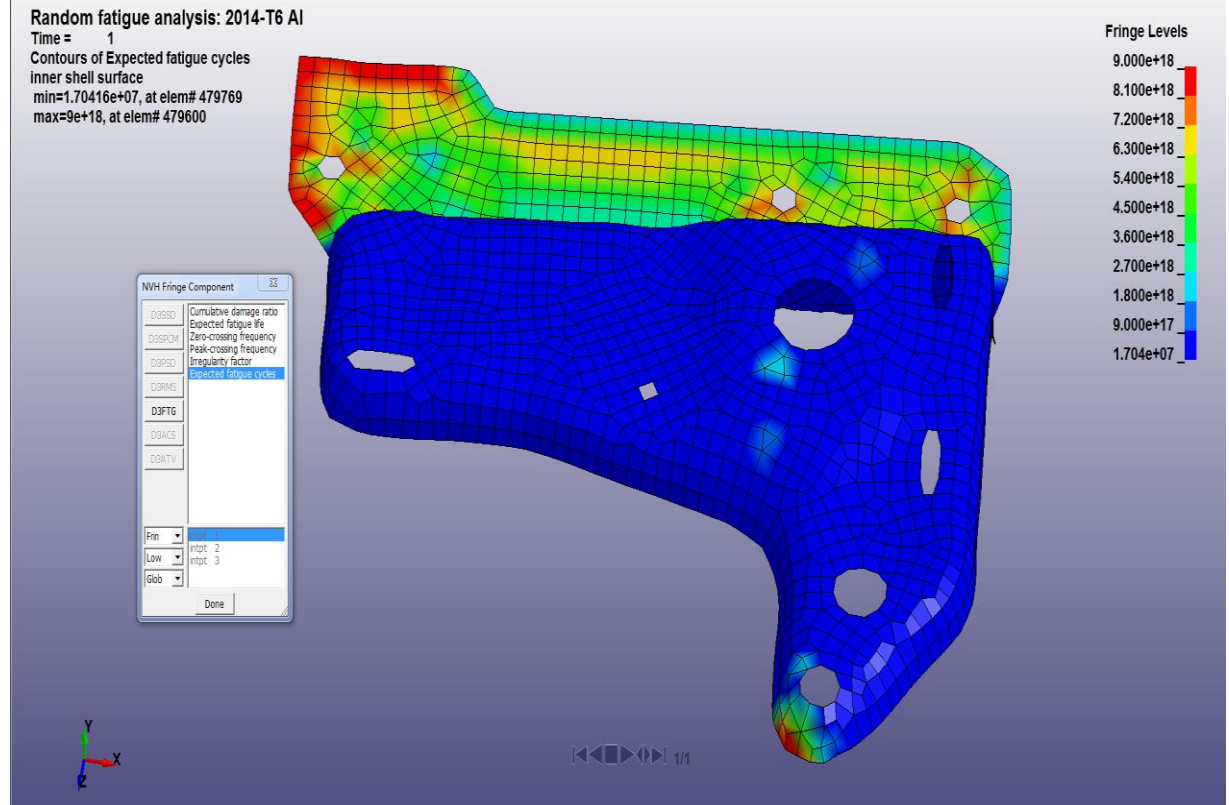 Random fatigue analysis: 2014-T6 Al
Time = 1
Contours of Expected fatigue cycles
inner shell surface
min=1.70416e+07, at elem# 479769
max=9e+18, at elem# 479600
Fringe Levels
9.000e+18
8.100e+18
7.200e+18
6.300e+18
5.400e+18
4.500e+18
3.600e+18
2.700e+18
1.800e+18
9.000e+17
1.704e+07
NVH Fringe Component
D3SSD
D3SPCM
D3PSD
D3RMS
D3FTG
D3ACS
D3ATV
Cumulative damage ratio
Expected fatigue life
Zero-crossing frequency
Peak-crossing frequency
Irregularity factor
Expected fatigue cycles
Frin
Low
Glob
intpt 1
intpt 2
intpt 3
Done
Y
X
Z
1/1